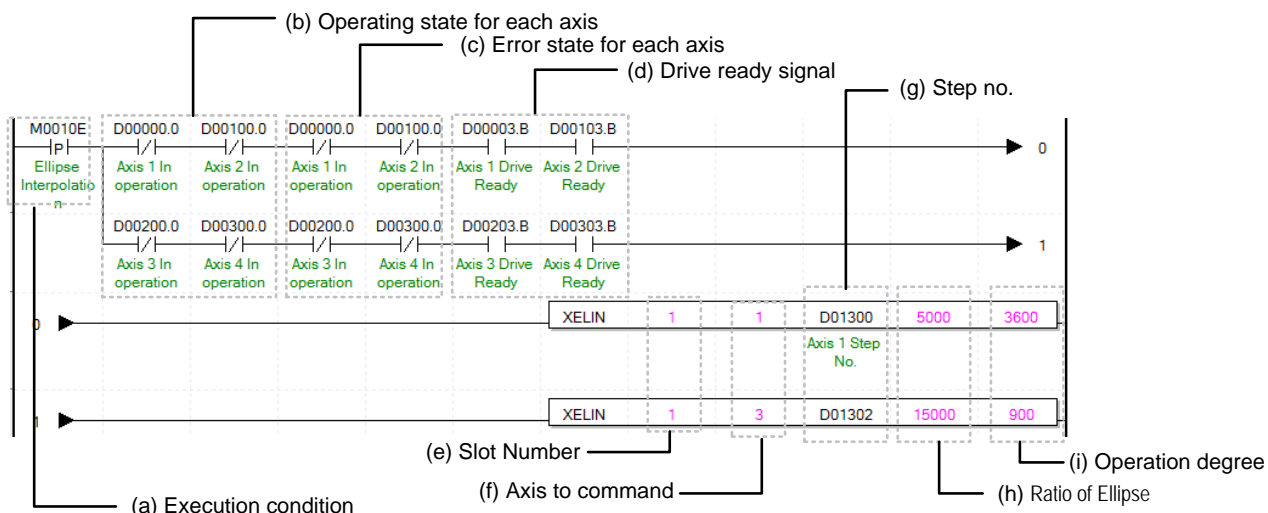 (b) Operating state for each axis
(c) Error state for each axis
(d) Drive ready signal
(g) Step no.
M0010E D00000.0 D00100.0 D00000.0 D00100.0 D00003.B D00103.B
P
Ellipse Axis 1 In Axis 2 In Axis 1 In Axis 2 In Axis 1 Drive Axis 2 Drive 0
Interpolatio operation operation operation operation Ready Ready
n
D00200.0 D00300.0 D00200.0 D00300.0 D00203.B D00303.B
1
Axis 3 In Axis 4 In Axis 3 In Axis 4 In Axis 3 Drive Axis 4 Drive
operation operation operation operation Ready Ready
0 XELIN 1 1 D01300 5000 3600
Axis 1 Step
No.
1 XELIN 1 3 D01302 15000 900
(e) Slot Number
(i) Operation degree
(f) Axis to command
(h) Ratio of Ellipse
(a) Execution condition